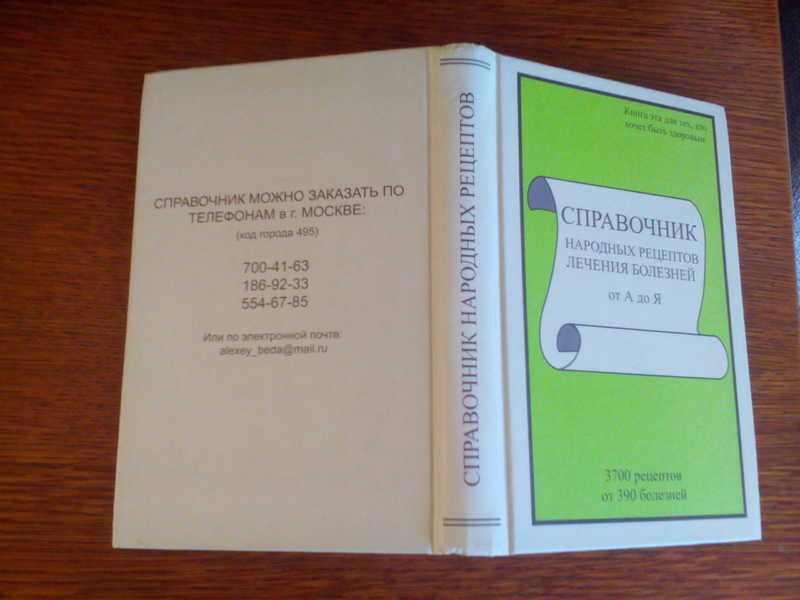 СПРАВОЧНИК МОЖНО ЗАКАЗАТЬ ПО
ТЕЛЕФОНАМ в г. МОСКВЕ:
(код города 495)
700-41-63
186-92-33
554-67-85
Или по электронной почте:
alexey_beda@mail.ru
СПРАВОЧНИК НАРОДНЫХ РЕЦЕПТОВ
Книга эта для тех, кто
хочет быть здоровым
СПРАВОЧНИК
НАРОДНЫХ РЕЦЕПТОВ
ЛЕЧЕНИЯ БОЛЕЗНЕЙ
от А до Я
3700 рецептов
от 390 болезней